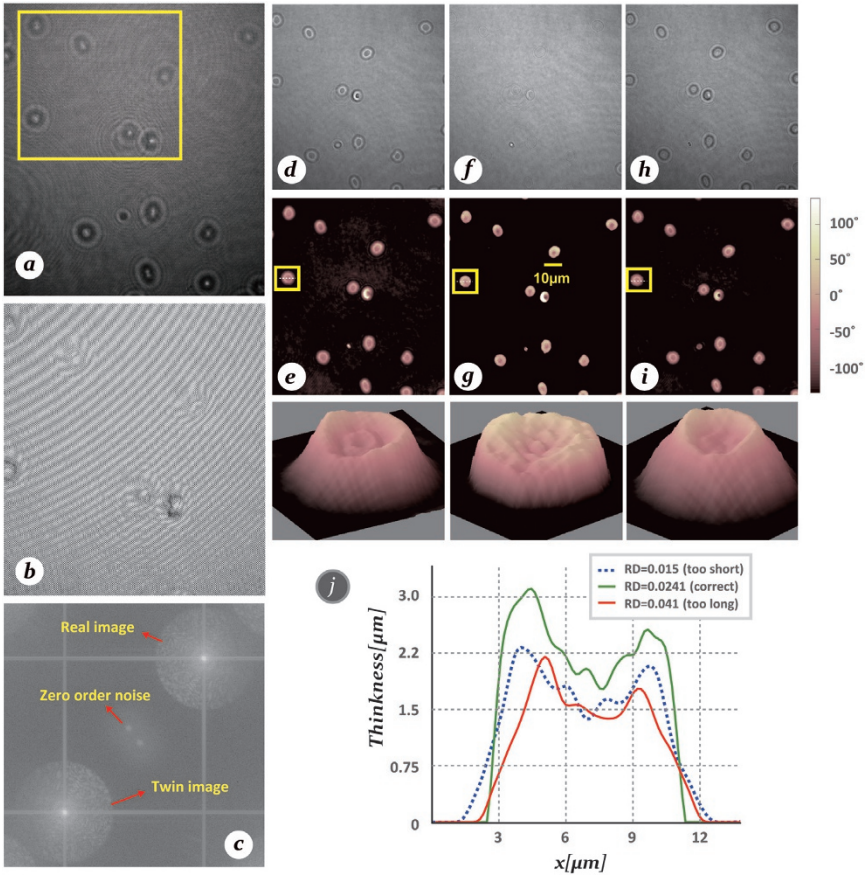 a
b
Real image
Zero order noise
Twin image
c
d
f
h
e
10µm
g
i
100°
50°
0°
-50°
-100°
j
RD=0.015 (too short)
RD=0.0241 (correct)
RD=0.041 (too long)
Thinkness[µm]
3.0
2.2
1.5
0.75
0
3
6
9
12
x[µm]